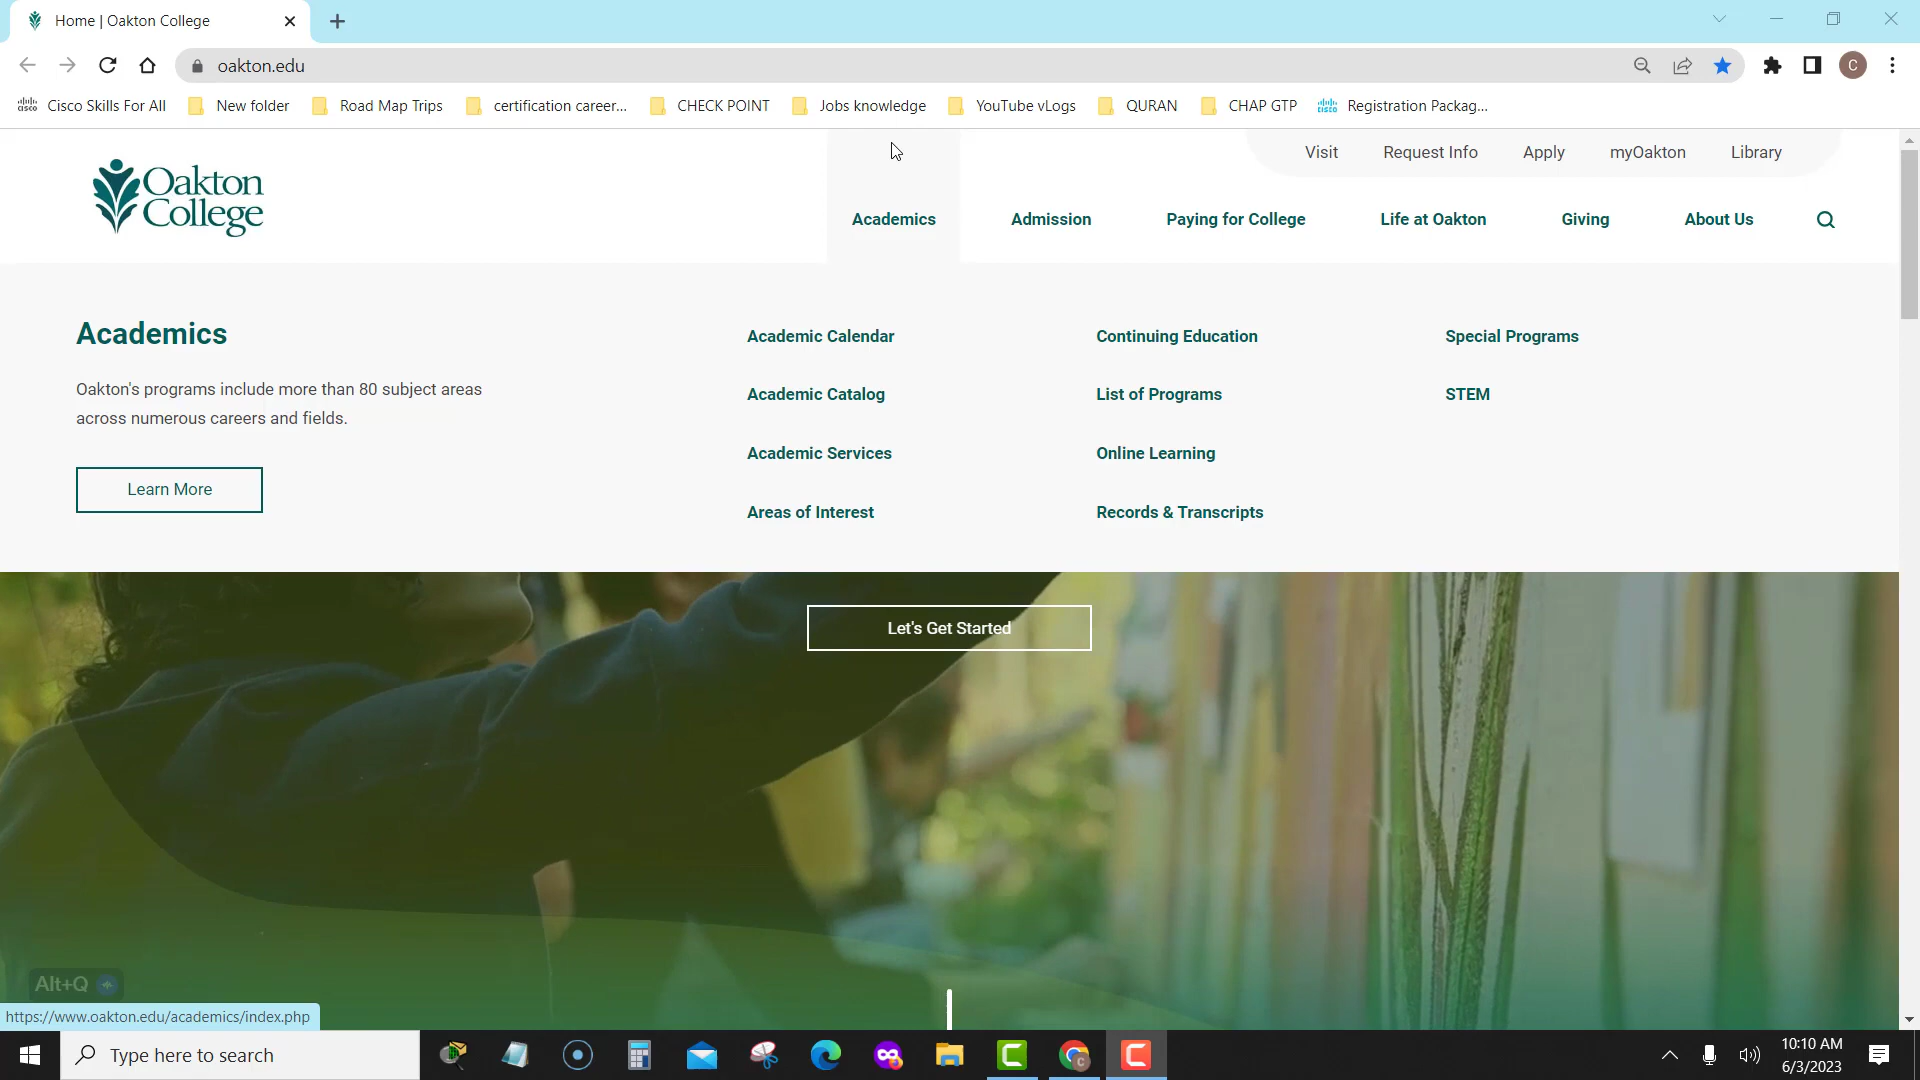 Home | Oakton College
oakton.edu
C
Cisco Skills For All
New folder
Road Map Trips
certification career...
CHECK POINT
Jobs knowledge
YouTube vLogs
QURAN
CHAP GTP
Registration Packag...
Oakton
College
Visit
Request Info
Apply
myOakton
Library
Academics
Admission
Paying for College
Life at Oakton
Giving
About Us
Academics
Oakton's programs include more than 80 subject areas
across numerous careers and fields.
Learn More
Academic Calendar
Academic Catalog
Academic Services
Areas of Interest
Continuing Education
List of Programs
Online Learning
Records & Transcripts
Special Programs
STEM
Let's Get Started
Alt+Q
https://www.oakton.edu/academics/index.php
Type here to search
10:10 AM
6/3/2023